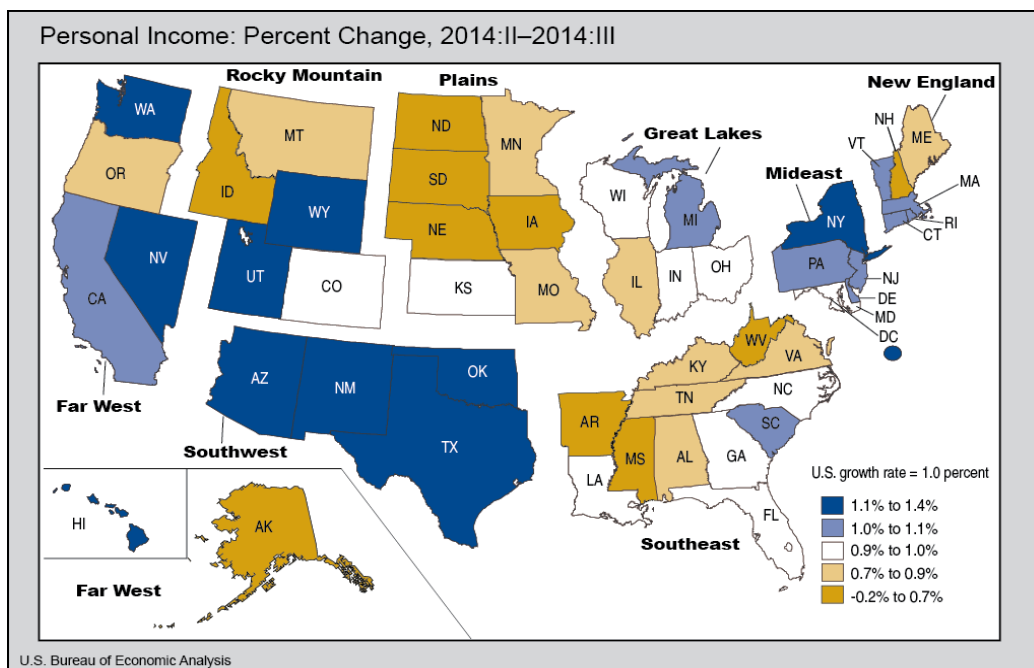 Personal Income: Percent Change, 2014:II–2014:III
Rocky Mountain
Plains
New England
Great Lakes
Mideast
WA
OR
CA
NV
ID
MT
WY
UT
CO
ND
SD
NE
KS
MN
IA
MO
WI
MI
IL
IN
OH
NH
VT
ME
MA
RI
CT
NY
PA
NJ
DE
MD
DC
Far West
AZ
NM
OK
TX
Southwest
WV
VA
KY
TN
NC
SC
AR
MS
AL
GA
LA
FL
Southeast
HI
AK
Far West
U.S. growth rate = 1.0 percent
1.1% to 1.4%
1.0% to 1.1%
0.9% to 1.0%
0.7% to 0.9%
-0.2% to 0.7%
U.S. Bureau of Economic Analysis